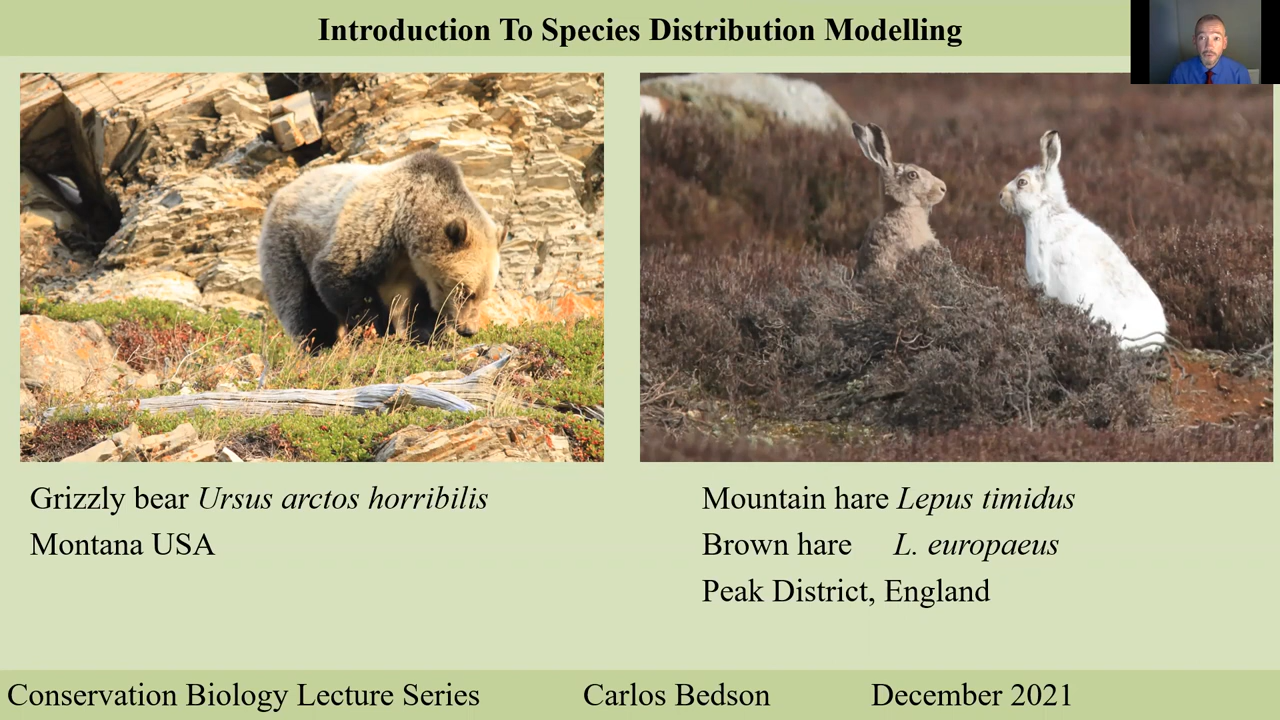 Introduction To Species Distribution Modelling
Grizzly bear Ursus arctos horribilis
Montana USA
Mountain hare Lepus timidus
Brown hare L. europaeus
Peak District, England
Conservation Biology Lecture Series Carlos Bedson December 2021